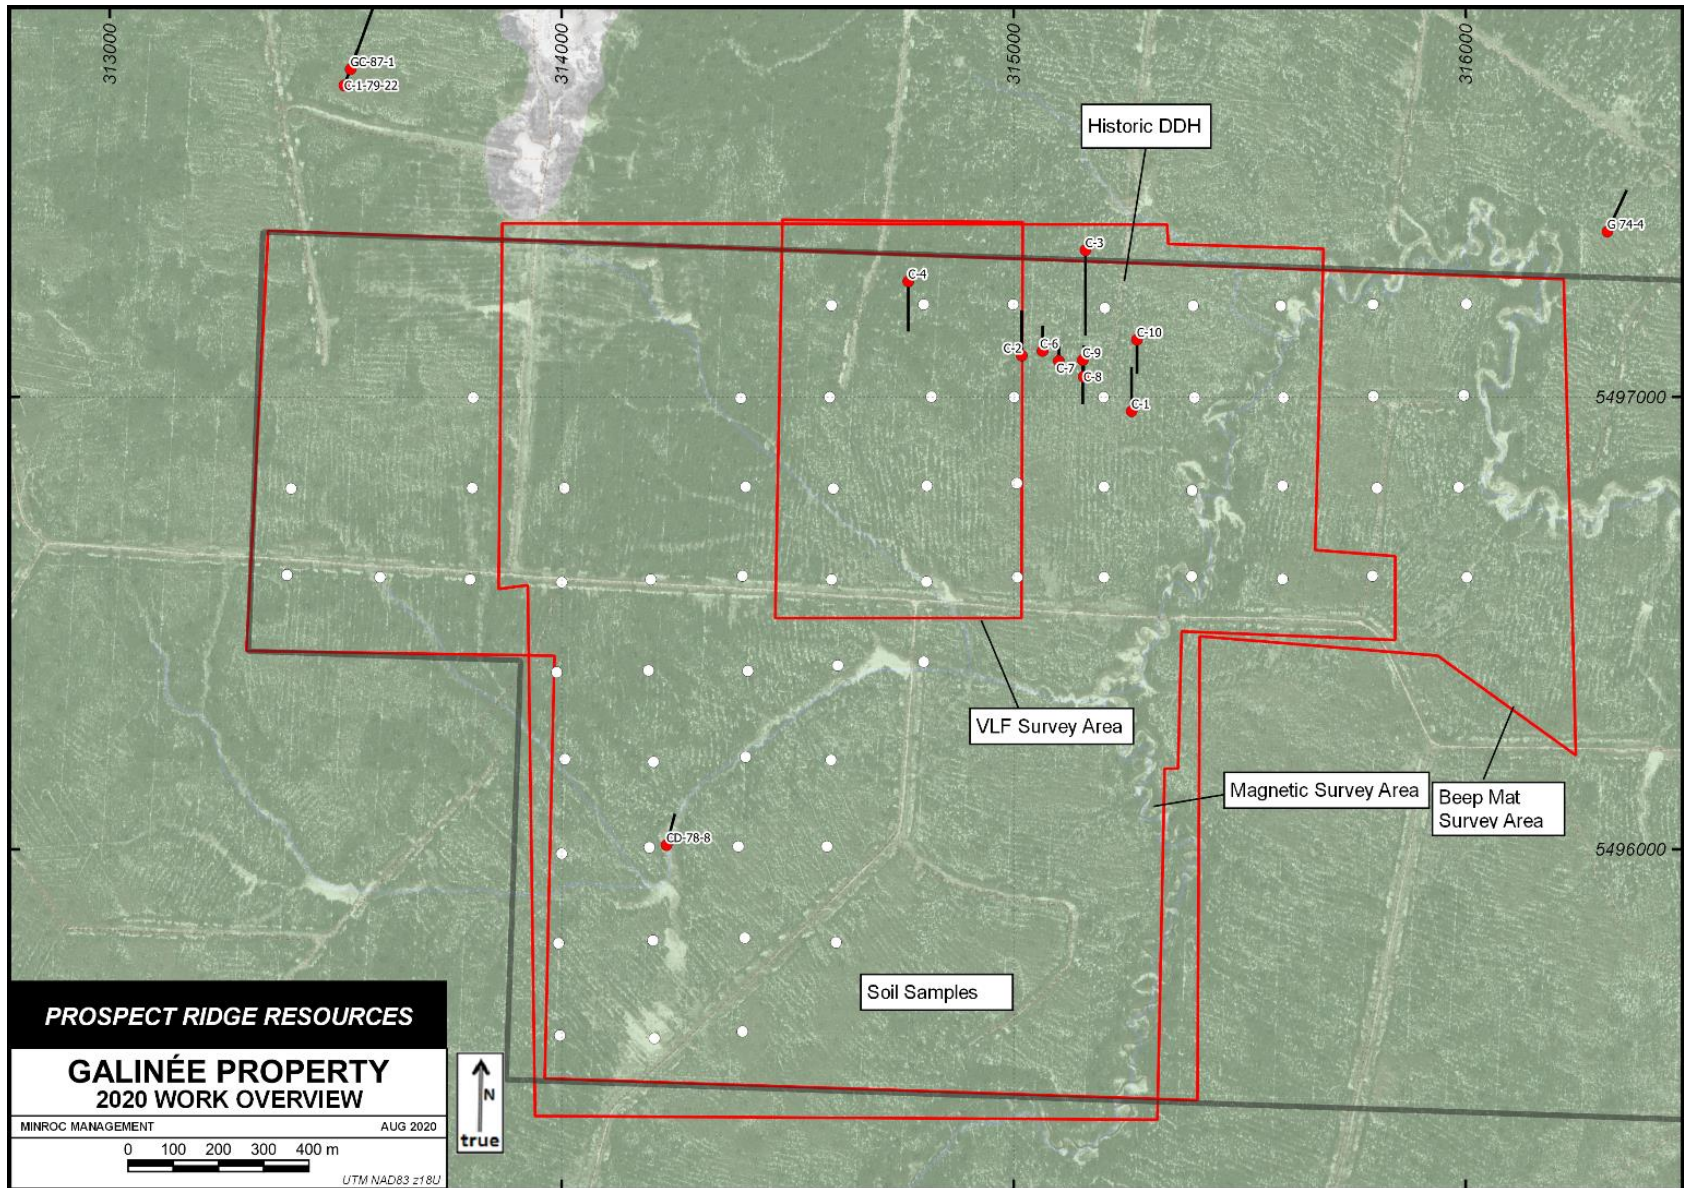 313000
314000
315000
316000
GC-87-1
C-1-79-22
Historic DDH
G 74-4
C-3
C-4
C-10
C-6
C-2
C-9
C-7
C-8
C-1
5497000
VLF Survey Area
Magnetic Survey Area
Beep Mat
Survey Area
CD-78-8
5496000
Soil Samples
PROSPECT RIDGE RESOURCES
GALINÉE PROPERTY
2020 WORK OVERVIEW
MINROC MANAGEMENT AUG 2020
0 100 200 300 400 m
UTM NAD83 z18U
N
true